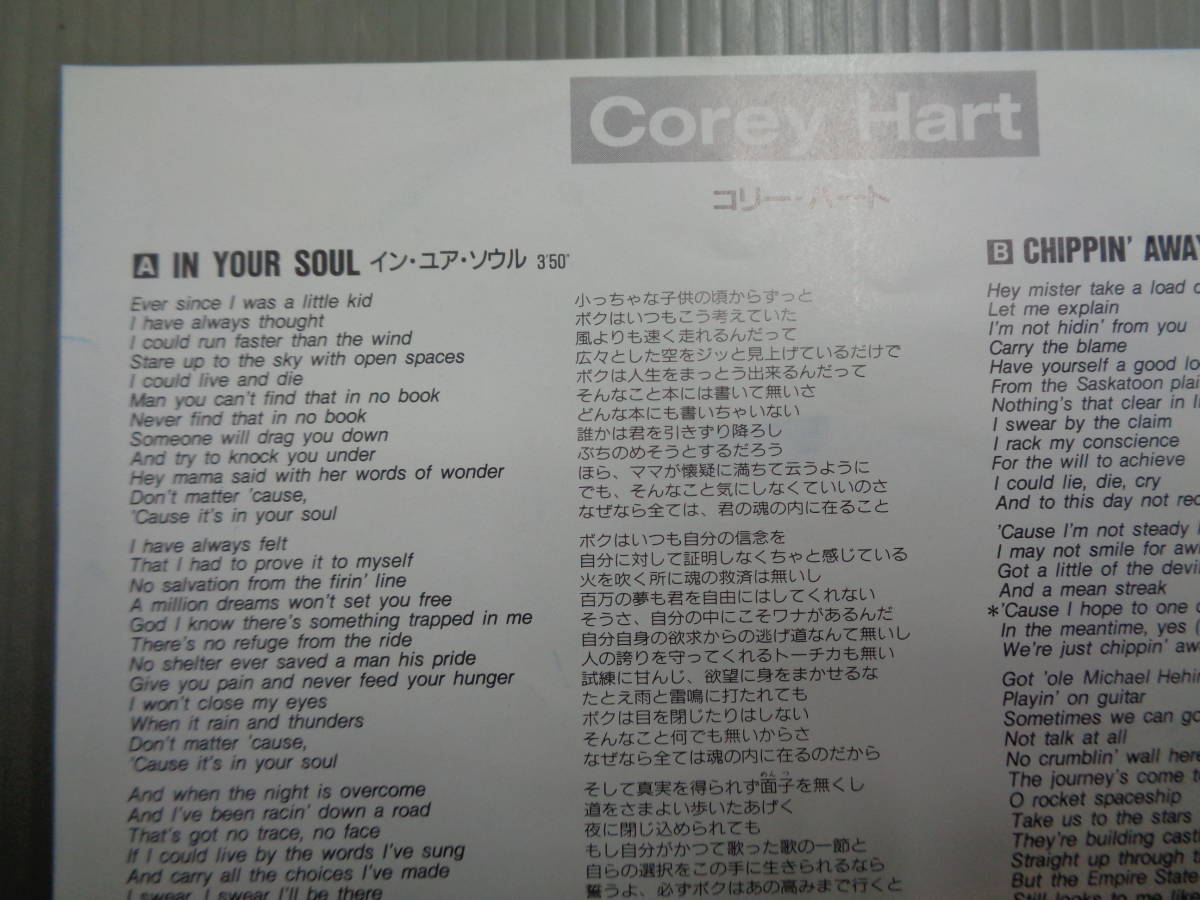 Corey Hart
コリー・ハート
A IN YOUR SOUL イン・ユア・ソウル 3'50"
Ever since I was a little kid
I have always thought
I could run faster than the wind
Stare up to the sky with open spaces
I could live and die
Man you can't find that in no book
Never find that in no book
Someone will drag you down
And try to knock you under
Hey mama said with her words of wonder
Don't matter 'cause,
'Cause it's in your soul
I have always felt
That I had to prove it to myself
No salvation from the firin' line
A million dreams won't set you free
God I know there's something trapped in me
There's no refuge from the ride
No shelter ever saved a man his pride
Give you pain and never feed your hunger
I won't close my eyes
When it rain and thunders
Don't matter 'cause,
'Cause it's in your soul
And when the night is overcome
And I've been racin' down a road
That's got no trace, no face
If I could live by the words I've sung
And carry all the choices I've made
I swear, I swear I'll be there
小っちゃな子供の頃からずっと
ボクはいつもこう考えていた
風よりも速く走れるんだって
広々とした空をジッと見上げているだけで
ボクは人生をまっとう出来るんだって
そんなこと本には書いて無いさ
どんな本にも書いちゃいない
誰かは君を引きずり降ろし
ぶちのめそうとするだろう
ほら、ママが懐疑に満ちて云うように
でも、そんなこと気にしなくていいのさ
なぜなら全ては、君の魂の内に在ること
ボクはいつも自分の信念を
自分に対して証明しなくちゃと感じている
火を吹く所に魂の救済は無いし
百万の夢も君を自由にはしてくれない
そうさ、自分の中にこそワナがあるんだ
自分自身の欲求からの逃げ道なんて無いし
人の誇りを守ってくれるトーチカも無い
試練に甘んじ、欲望に身をまかせるな
たとえ雨と雷鳴に打たれても
ボクは目を閉じたりはしない
そんなこと何でも無いからさ
なぜなら全ては魂の内に在るのだから
そして真実を得られず面子を無くし
道をさまよい歩いたあげく
夜に閉じ込められても
もし自分がかつて歌った歌の一節と
自らの選択をこの手に生きられるなら
誓うよ、必ずボクはあの高みまで行くと
B CHIPPIN' AWAY
Hey mister take a load
Let me explain
I'm not hidin' from you
Carry the blame
Have yourself a good
From the Saskatoon
Nothing's that clear in
I swear by the claim
I rack my conscience
For the will to achieve
I could lie, die, cry
And to this day not
'Cause I'm not steady
I may not smile for
Got a little of the
And a mean streak
*'Cause I hope to one
In the meantime, yes (
We're just chippin'
Got 'ole Michael
Playin' on guitar
Sometimes we can
Not talk at all
No crumblin' wall
The journey's come
O rocket spaceship
Take us to the stars
They're building
Straight up through
But the Empire State
Still looks to me